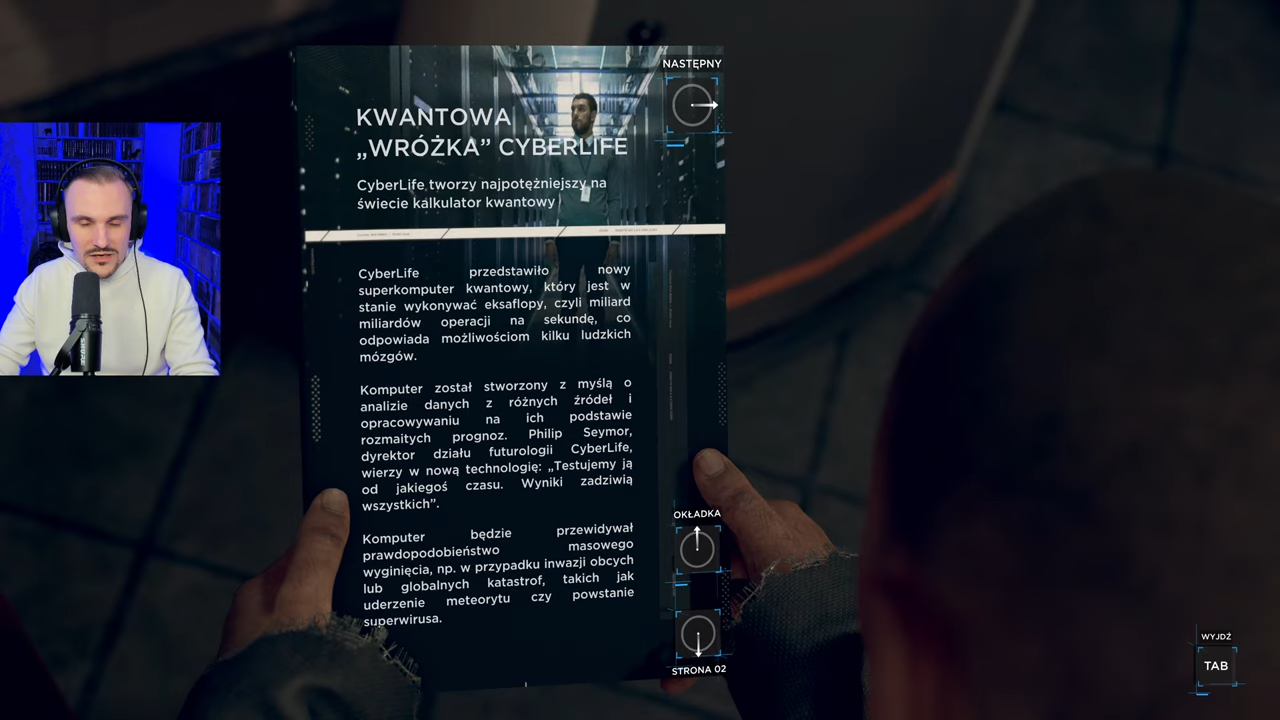 NASTĘPNY
KWANTOWA
„WRÓŻKA” CYBERLIFE
CyberLife tworzy najpotężniejszy na
świecie kalkulator kwantowy
CyberLife przedstawiło nowy
superkomputer kwantowy, który jest w
stanie wykonywać eksaflopy, czyli miliard
miliardów operacji na sekundę, co
odpowiada możliwościom kilku ludzkich
mózgów.
Komputer został stworzony z myślą o
analizie danych z różnych źródeł i
opracowywaniu na ich podstawie
rozmaitych prognoz. Philip Seymor,
dyrektor działu futurologii CyberLife,
wierzy w nową technologię: „Testujemy ją
od jakiegoś czasu. Wyniki zadziwią
wszystkich”.
Komputer będzie przewidywał
prawdopodobieństwo masowego
wyginięcia, np. w przypadku inwazji obcych
lub globalnych katastrof, takich jak
uderzenie meteorytu czy powstanie
superwirusa.
OKŁADKA
STRONA 02
WYJDŹ
TAB